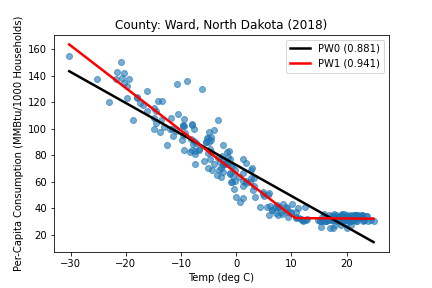 County: Ward, North Dakota (2018)
PW0 (0.881)
PW1 (0.941)
Per-Capita Consumption (MMBtu/1000 Households)
160
140
120
100
80
60
40
20
−30
−20
−10
0
10
20
Temp (deg C)